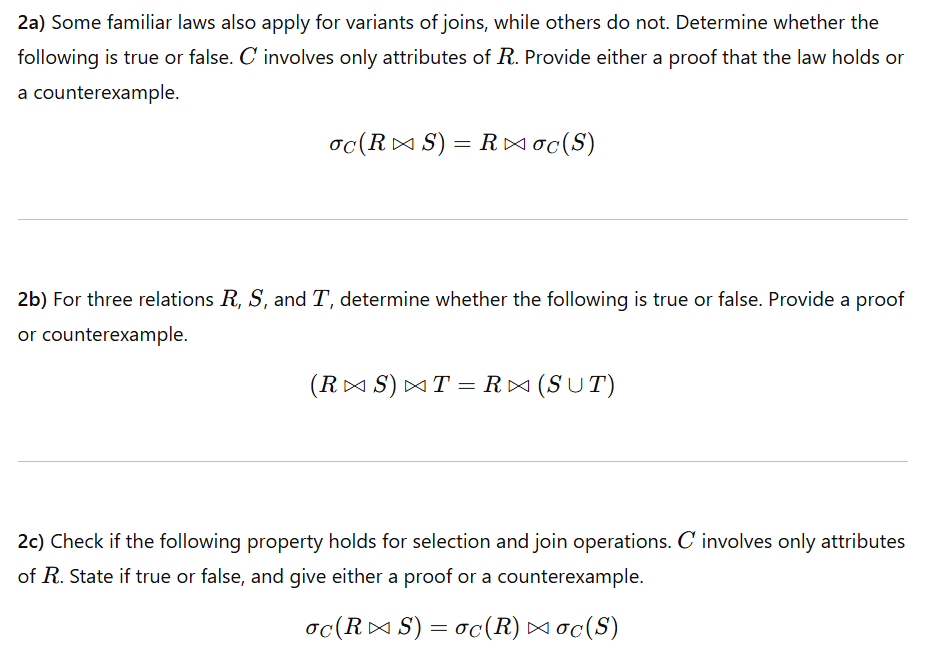 2a) Some familiar laws also apply for variants of joins, while others do not. Determine whether the
following is true or false. C involves only attributes of R. Provide either a proof that the law holds or
a counterexample.
σC(R ⋈ S) = R ⋈ σC(S)
2b) For three relations R, S, and T, determine whether the following is true or false. Provide a proof
or counterexample.
(R ⋈ S) ⋈ T = R ⋈ (S ∪ T)
2c) Check if the following property holds for selection and join operations. C involves only attributes
of R. State if true or false, and give either a proof or a counterexample.
σC(R ⋈ S) = σC(R) ⋈ σC(S)